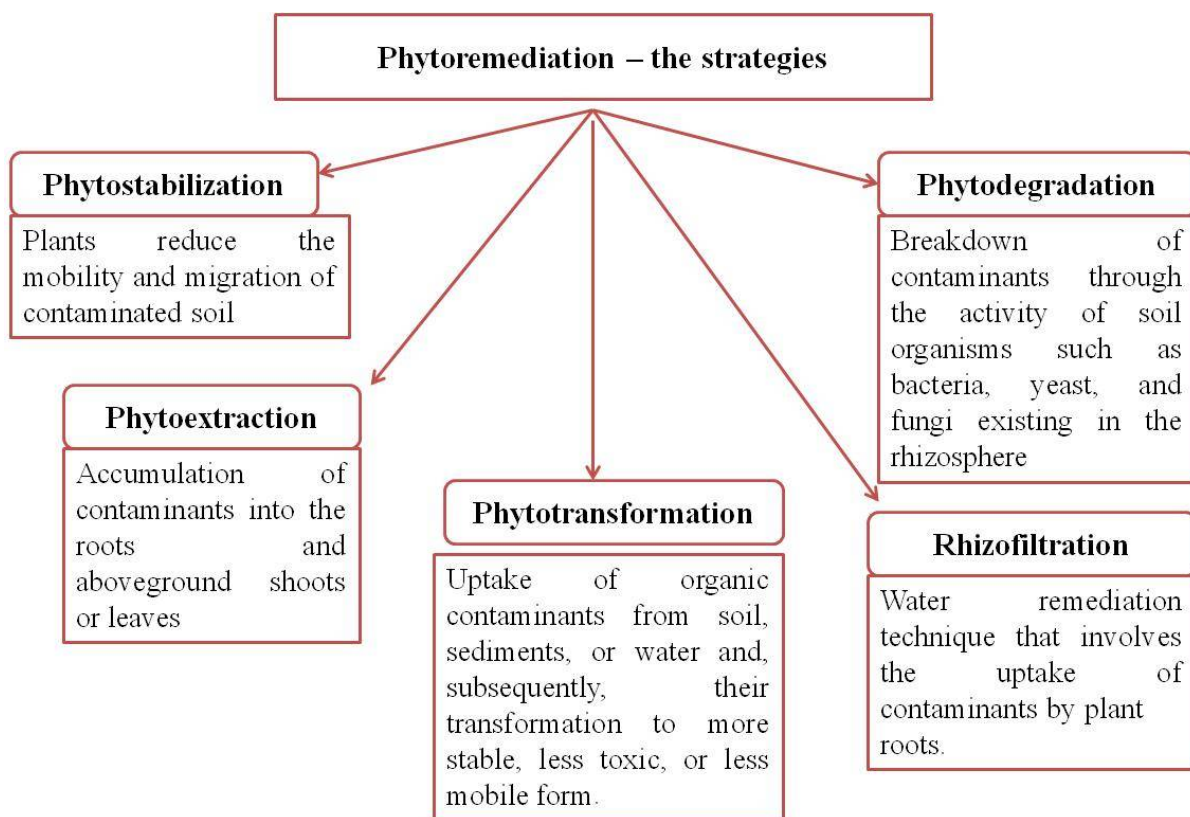 Phytoremediation – the strategies
Phytostabilization
Plants reduce the
mobility and migration of
contaminated soil
Phytoextraction
Accumulation of
contaminants into the
roots and
aboveground shoots
or leaves
Phytotransformation
Uptake of organic
contaminants from soil,
sediments, or water and,
subsequently, their
transformation to more
stable, less toxic, or less
mobile form.
Phytodegradation
Breakdown of
contaminants through
the activity of soil
organisms such as
bacteria, yeast, and
fungi existing in the
rhizosphere
Rhizofiltration
Water remediation
technique that involves
the uptake of
contaminants by plant
roots.